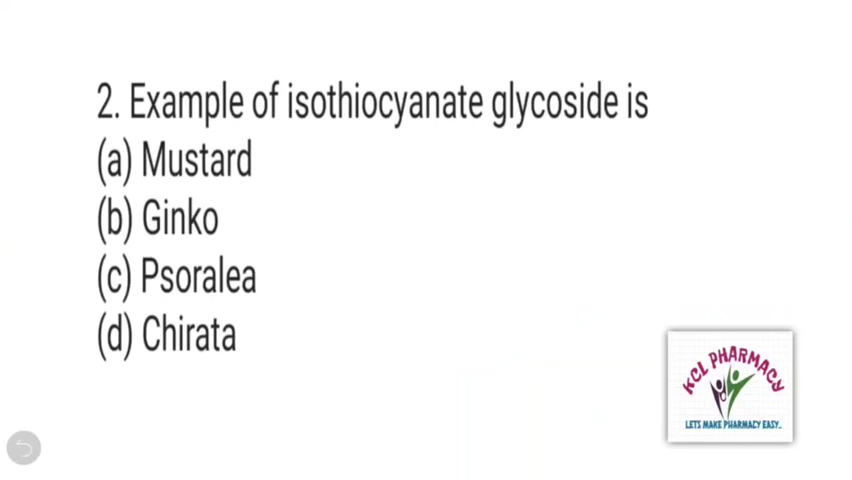 2. Example of isothiocyanate glycoside is
(a) Mustard
(b) Ginko
(c) Psoralea
(d) Chirata
KCL PHARMACY
LETS MAKE PHARMACY EASY..